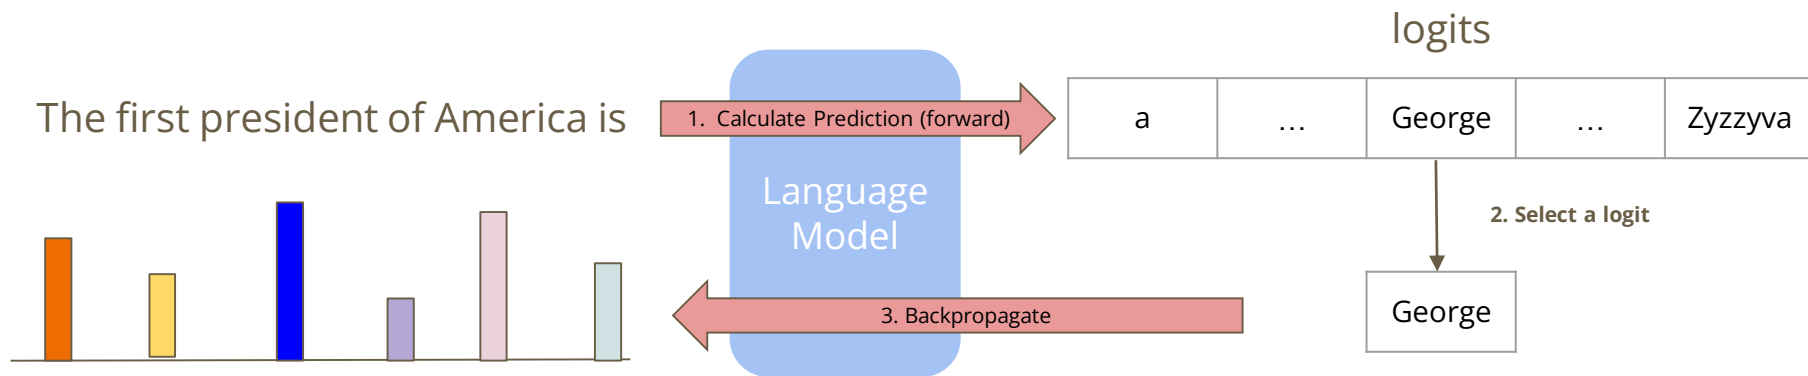 logits
The first president of America is
1. Calculate Prediction (forward)
a
...
George
...
Zyzzyva
Language
Model
2. Select a logit
3. Backpropagate
George